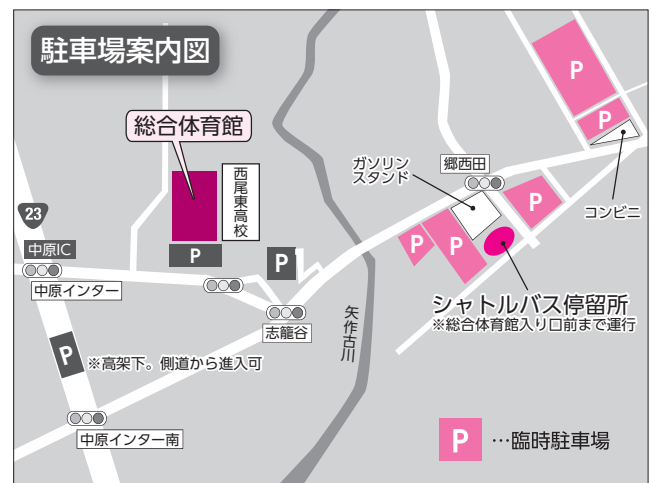 駐車場案内図
総合体育館
西尾東高校
P
P
23
中原IC
中原インター
志籠谷
P
※高架下。側道から進入可
中原インター南
矢作古川
ガソリン
スタンド
郷西田
P
P
コンビニ
P
P
P
シャトルバス停留所
※総合体育館入り口前まで運行
P …臨時駐車場